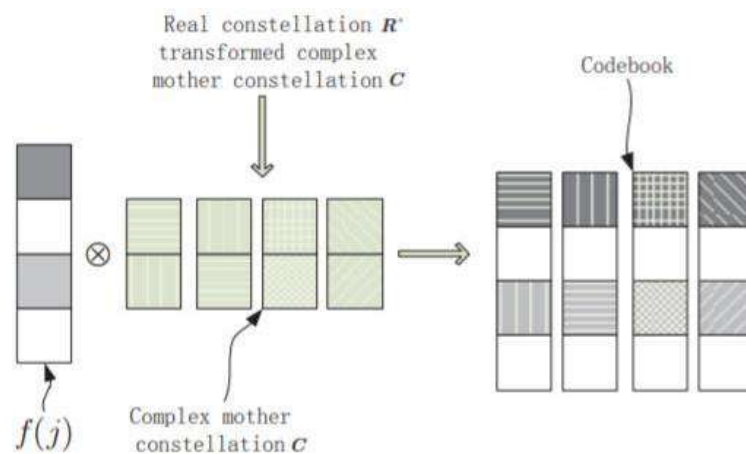 Real constellation R*
transformed complex
mother constellation C
Codebook
⊗
f(j)
Complex mother
constellation C